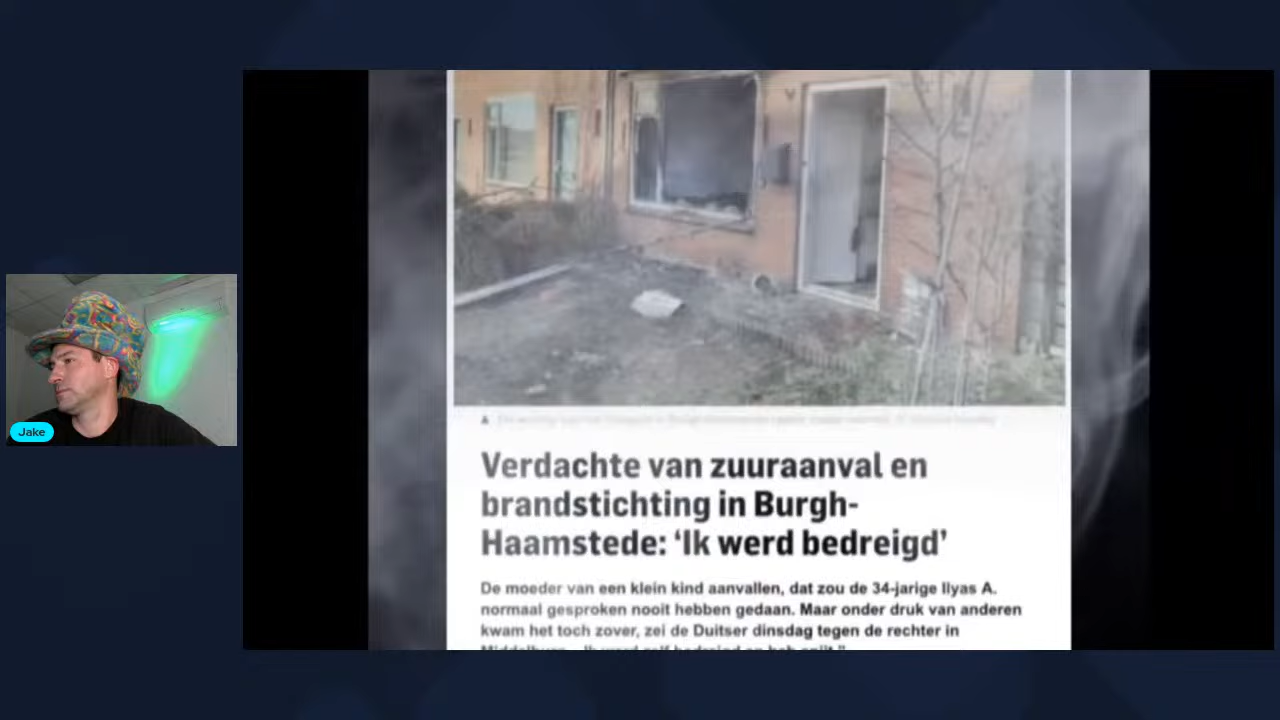 Verdachte van zuuraanval en
brandstichting in Burgh-
Haamstede: ‘Ik werd bedreigd’
De moeder van een klein kind aanvallen, dat zou de 34-jarige Ilyas A.
normaal gesproken nooit hebben gedaan. Maar onder druk van anderen
kwam het toch zover, zei de Duitser dinsdag tegen de rechter in
Jake